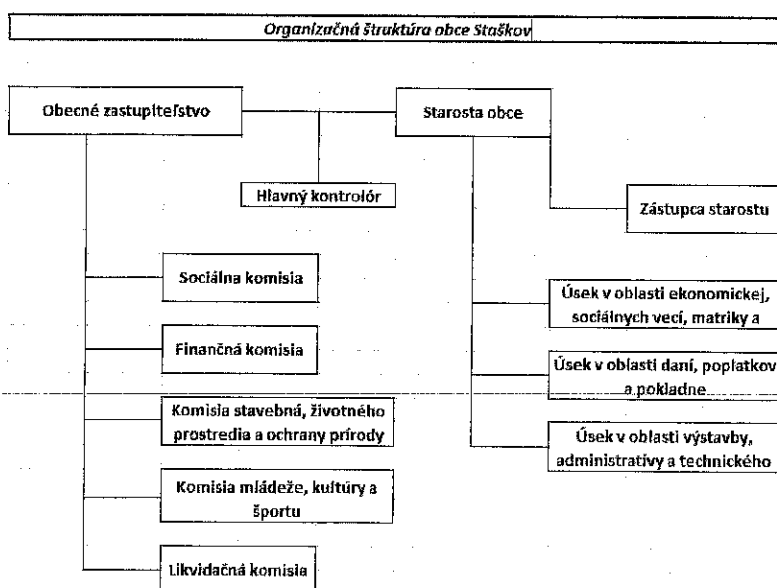 Organizačná štruktúra obce Staškov
Obecné zastupiteľstvo
Starosta obce
Hlavný kontrolór
Zástupca starostu
Sociálna komisia
Finančná komisia
Komisia stavebná, životného
prostredia a ochrany prírody
Komisia mládeže, kultúry a
športu
Likvidačná komisia
Úsek v oblasti ekonomickej,
sociálnych vecí, matriky a
Úsek v oblasti daní, poplatkov
a pokladne
Úsek v oblasti výstavby,
administratívy a technického